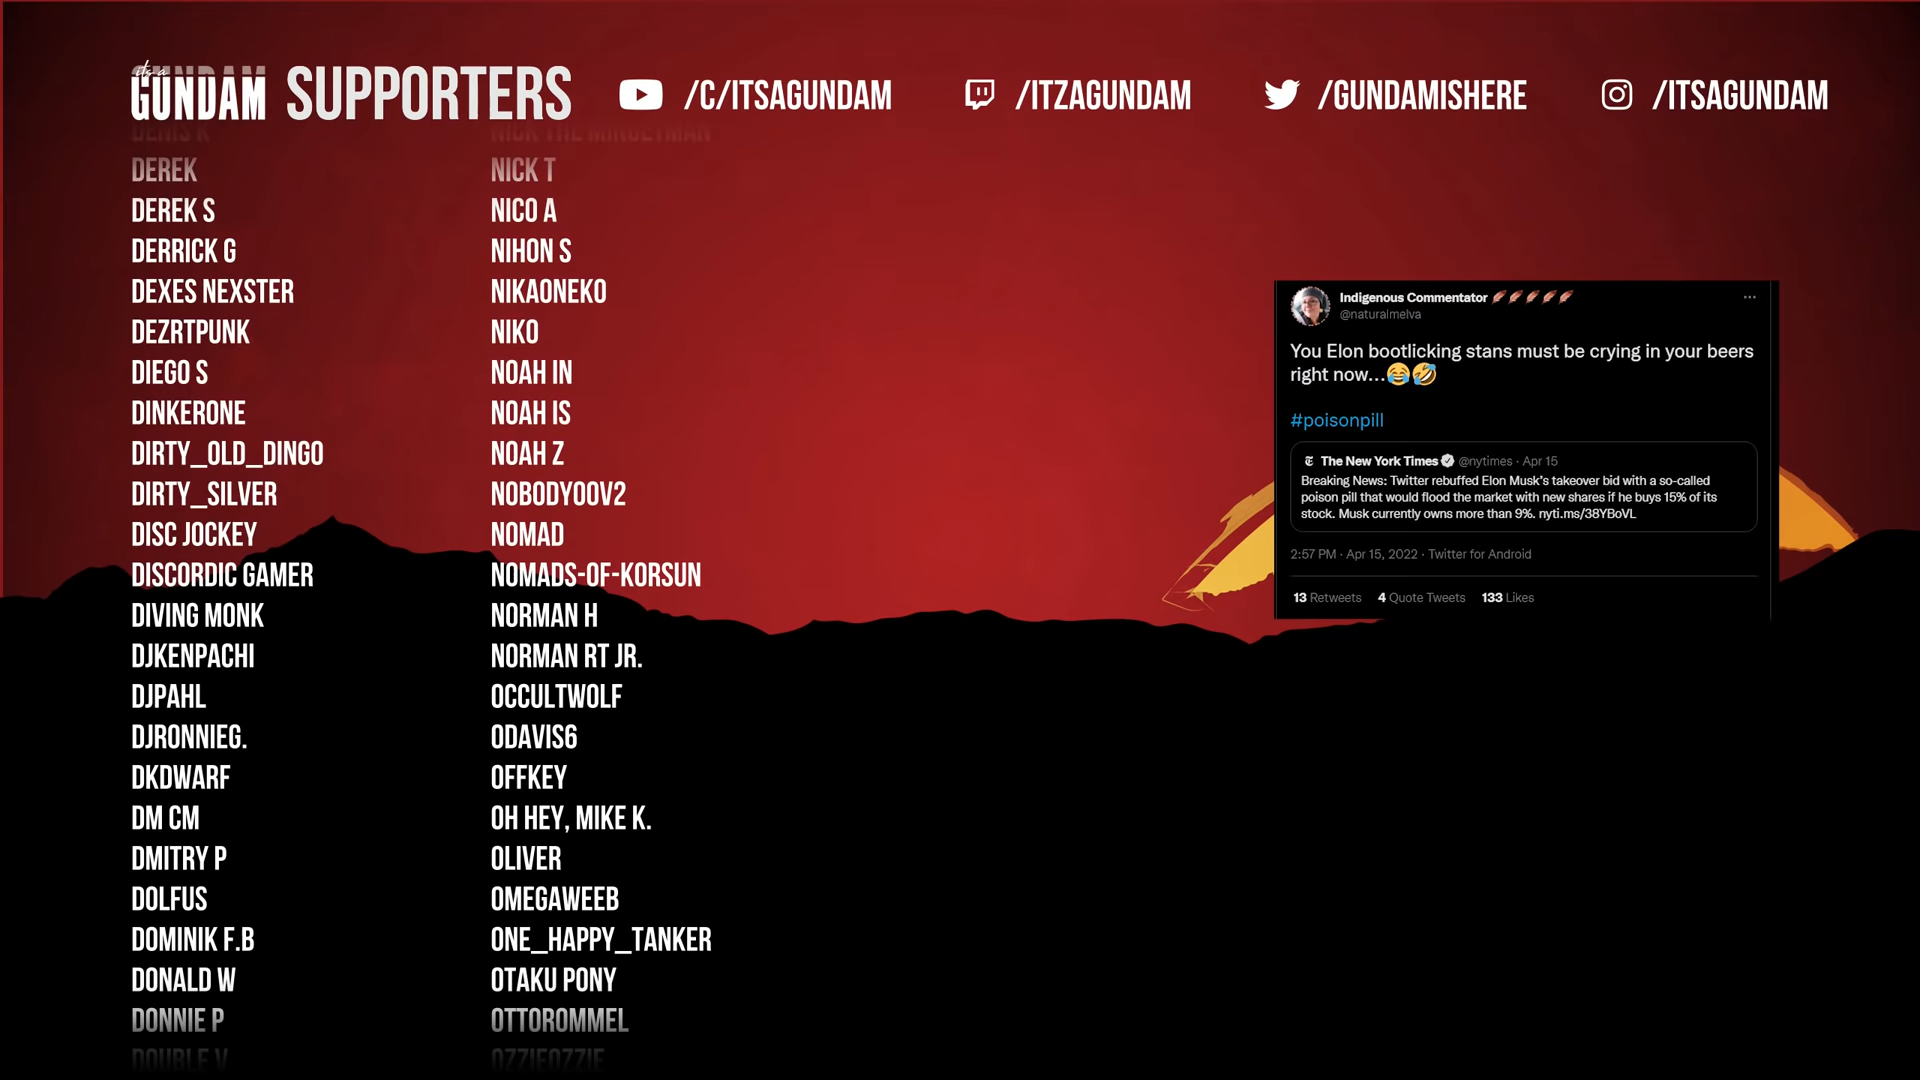 it's a
GUNDAM SUPPORTERS
/C/ITSAGUNDAM
/ITZAGUNDAM
/GUNDAMISHERE
/ITSAGUNDAM
DENIS K
DEREK
DEREK S
DERRICK G
DEXES NEXSTER
DEZRTPUNK
DIEGO S
DINKERONE
DIRTY_OLD_DINGO
DIRTY_SILVER
DISC JOCKEY
DISCORDIC GAMER
DIVING MONK
DJKENPACHI
DJPAHL
DJRONNIEG.
DKDWARF
DM CM
DMITRY P
DOLFUS
DOMINIK F.B
DONALD W
DONNIE P
DOUBLE V
NICK THE
NICK T
NICO A
NIHON S
NIKAONEKO
NIKO
NOAH IN
NOAH IS
NOAH Z
NOBODYOOV2
NOMAD
NOMADS-OF-KORSUN
NORMAN H
NORMAN RT JR.
OCCULTWOLF
ODAVIS6
OFFKEY
OH HEY, MIKE K.
OLIVER
OMEGAWEEB
ONE_HAPPY_TANKER
OTAKU PONY
OTTOROMMEL
OZZIEOZZIE
Indigenous Commentator
@naturalmelva
You Elon bootlicking stans must be crying in your beers
right now...😂🤣
#poisonpill
The New York Times @nytimes · Apr 15
Breaking News: Twitter rebuffed Elon Musk's takeover bid with a so-called
poison pill that would flood the market with new shares if he buys 15% of its
stock. Musk currently owns more than 9%. nyti.ms/38YBoVL
2:57 PM · Apr 15, 2022 · Twitter for Android
13 Retweets 4 Quote Tweets 133 Likes